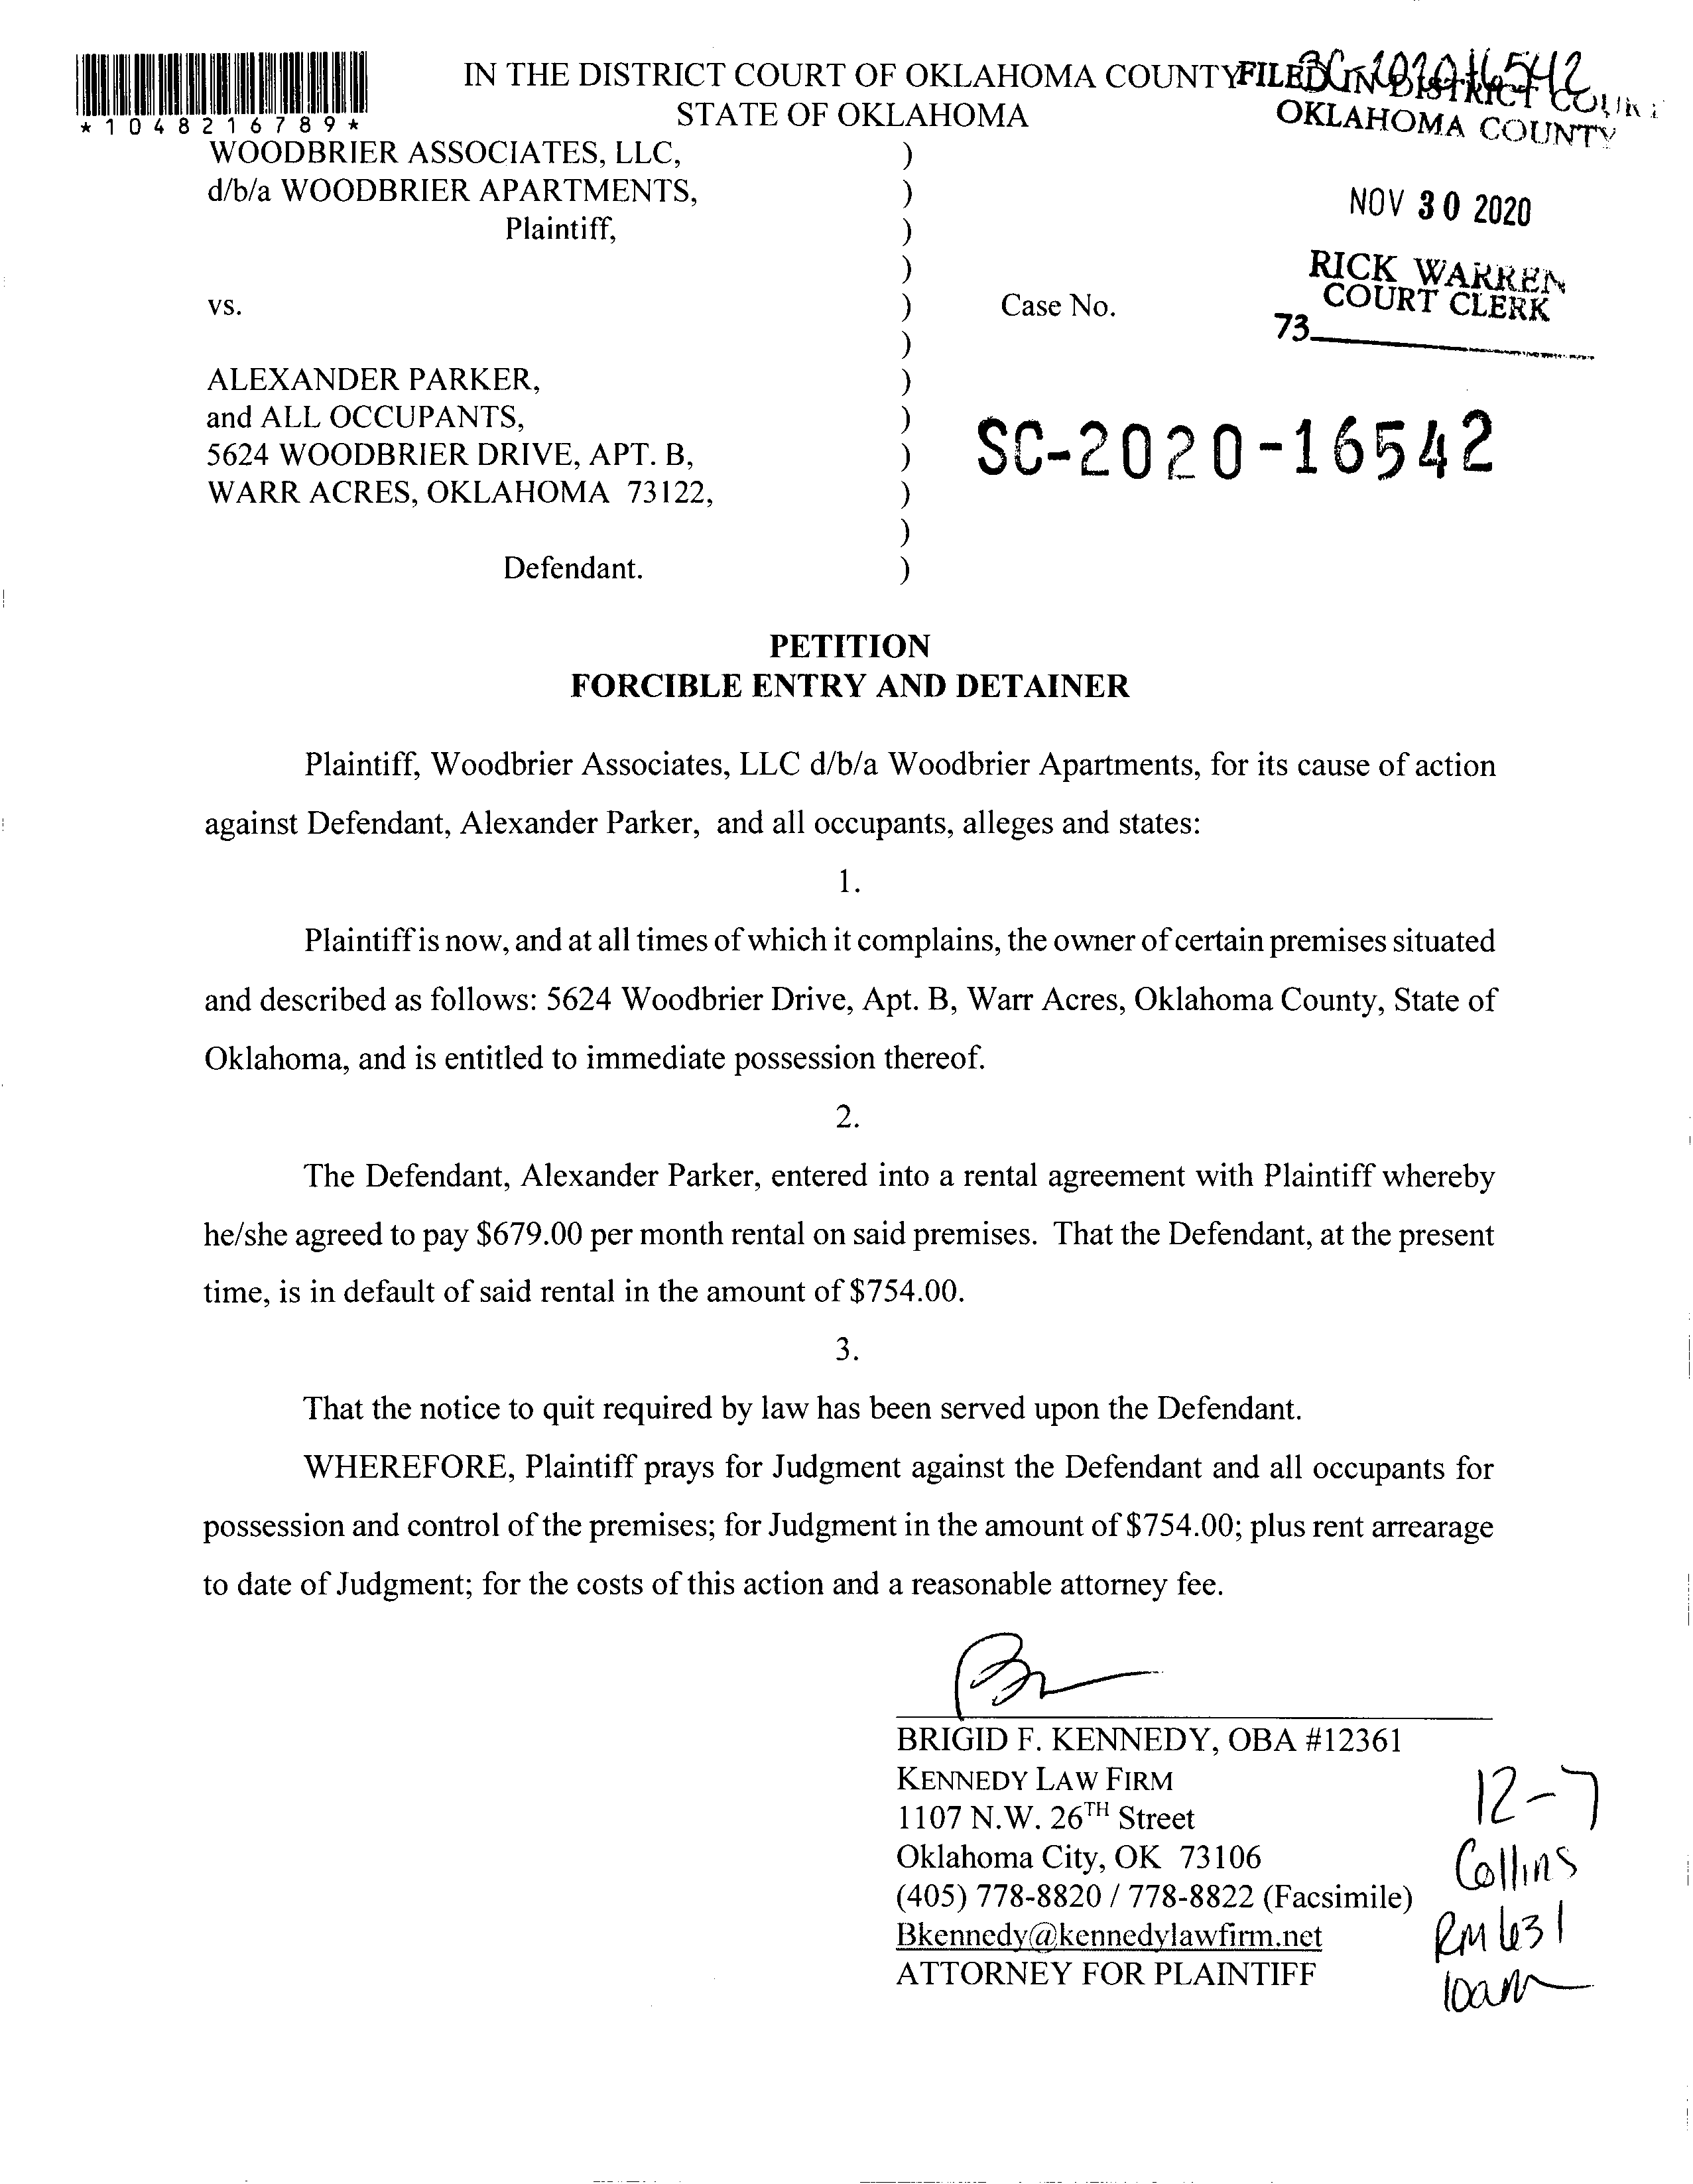 *1048216789*
IN THE DISTRICT COURT OF OKLAHOMA COUNTY
STATE OF OKLAHOMA
FILED IN DISTRICT COURT
OKLAHOMA COUNTY
NOV 30 2020
RICK WARREN
COURT CLERK
73
WOODBRIER ASSOCIATES, LLC, )
d/b/a WOODBRIER APARTMENTS, )
Plaintiff, )
)
vs. ) Case No.
)
ALEXANDER PARKER, )
and ALL OCCUPANTS, )
5624 WOODBRIER DRIVE, APT. B, ) SC-2020-16542
WARR ACRES, OKLAHOMA 73122, )
)
Defendant. )
PETITION
FORCIBLE ENTRY AND DETAINER
Plaintiff, Woodbrier Associates, LLC d/b/a Woodbrier Apartments, for its cause of action
against Defendant, Alexander Parker, and all occupants, alleges and states:
1.
Plaintiff is now, and at all times of which it complains, the owner of certain premises situated
and described as follows: 5624 Woodbrier Drive, Apt. B, Warr Acres, Oklahoma County, State of
Oklahoma, and is entitled to immediate possession thereof.
2.
The Defendant, Alexander Parker, entered into a rental agreement with Plaintiff whereby
he/she agreed to pay $679.00 per month rental on said premises. That the Defendant, at the present
time, is in default of said rental in the amount of $754.00.
3.
That the notice to quit required by law has been served upon the Defendant.
WHEREFORE, Plaintiff prays for Judgment against the Defendant and all occupants for
possession and control of the premises; for Judgment in the amount of $754.00; plus rent arrearage
to date of Judgment; for the costs of this action and a reasonable attorney fee.
BRIGID F. KENNEDY, OBA #12361
KENNEDY LAW FIRM
1107 N.W. 26TH Street
Oklahoma City, OK 73106
(405) 778-8820 / 778-8822 (Facsimile)
Bkennedy@kennedylawfirm.net
ATTORNEY FOR PLAINTIFF
12-7
Collins
RM 631
10am